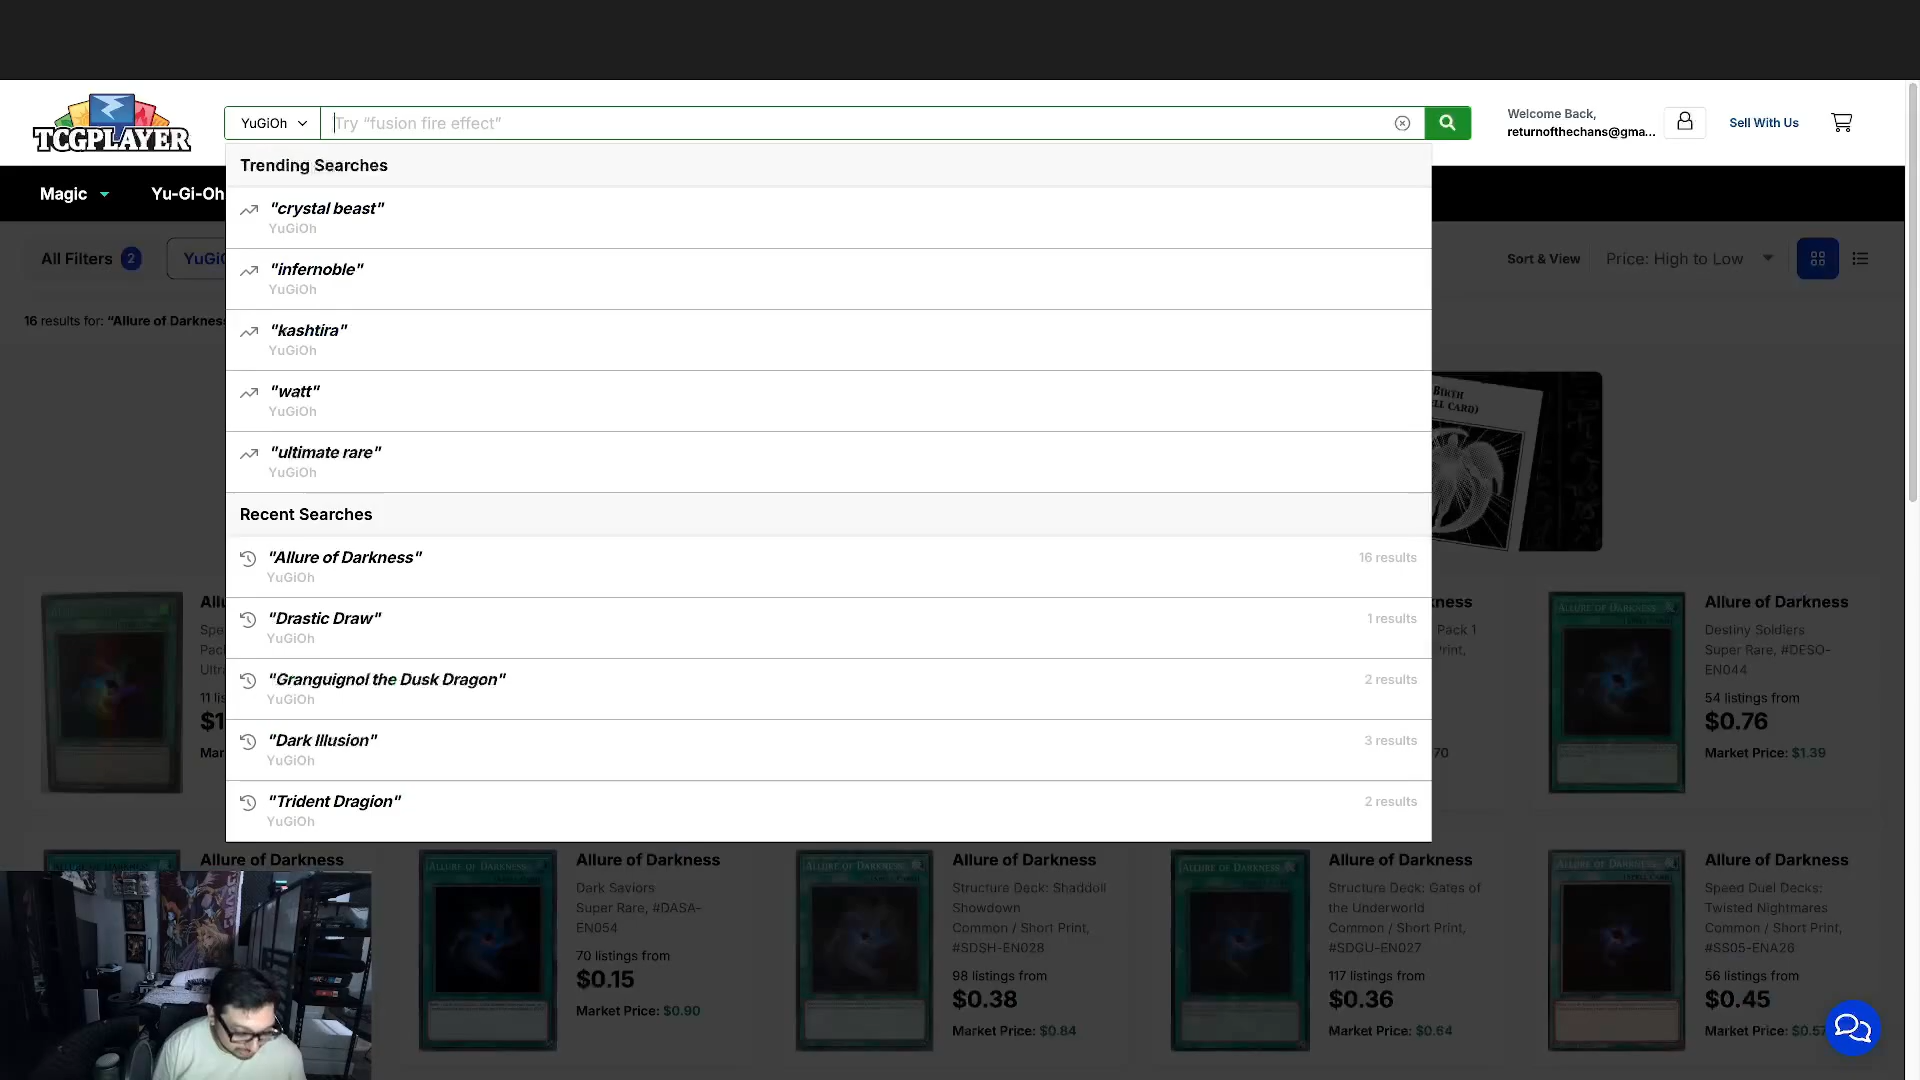 TCGPLAYER
YuGiOh
Try “fusion fire effect”
Welcome Back,
returnofthechans@gma...
Sell With Us
Magic
Yu-Gi-Oh
Trending Searches
"crystal beast"
YuGiOh
"infernoble"
YuGiOh
"kashtira"
YuGiOh
"watt"
YuGiOh
"ultimate rare"
YuGiOh
Recent Searches
"Allure of Darkness"
16 results
YuGiOh
"Drastic Draw"
1 results
YuGiOh
"Granguignol the Dusk Dragon"
2 results
YuGiOh
"Dark Illusion"
3 results
YuGiOh
"Trident Dragion"
2 results
YuGiOh
All Filters 2
Sort & View
Price: High to Low
16 results for: “Allure of Darkness
Allure of Darkness
Destiny Soldiers
Super Rare, #DESO-
EN044
54 listings from
$0.76
Market Price: $1.39
Allure of Darkness
Allure of Darkness
Dark Saviors
Super Rare, #DASA-
EN054
70 listings from
$0.15
Market Price: $0.90
Allure of Darkness
Structure Deck: Shaddoll
Showdown
Common / Short Print,
#SDSH-EN028
98 listings from
$0.38
Market Price: $0.84
Allure of Darkness
Structure Deck: Gates of
the Underworld
Common / Short Print,
#SDGU-EN027
117 listings from
$0.36
Market Price: $0.64
Allure of Darkness
Speed Duel Decks:
Twisted Nightmares
Common / Short Print,
#SS05-ENA26
56 listings from
$0.45
Market Price: $0.57